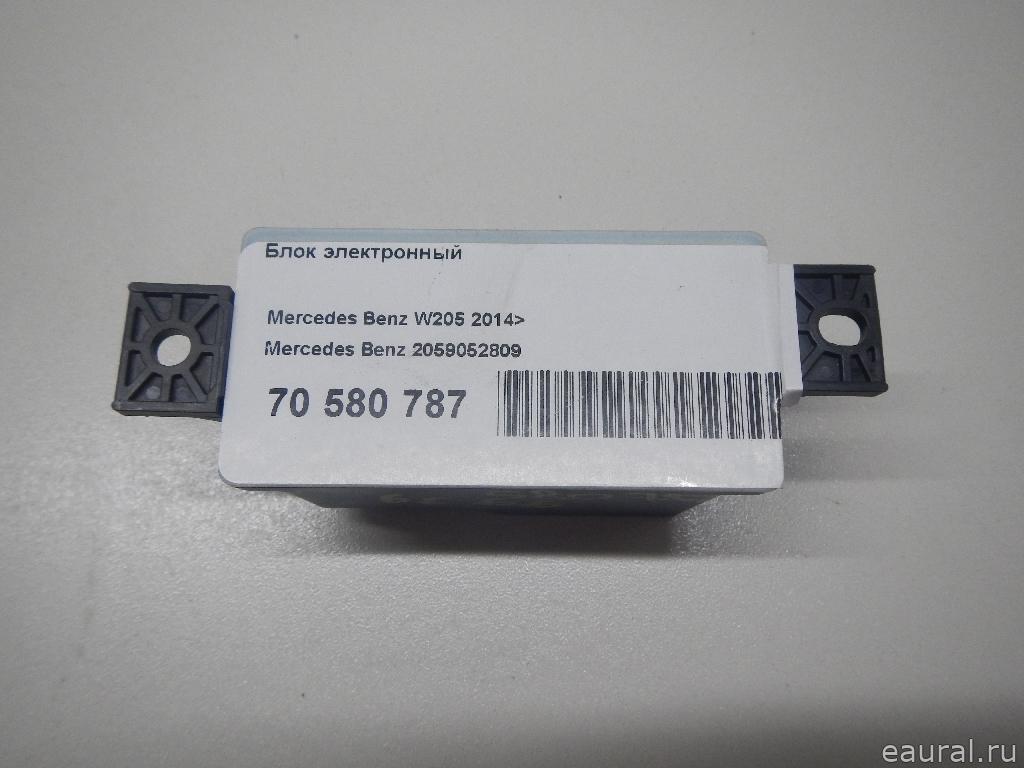 Блок электронный
Mercedes Benz W205 2014>
Mercedes Benz 2059052809
70 580 787
eaural.ru